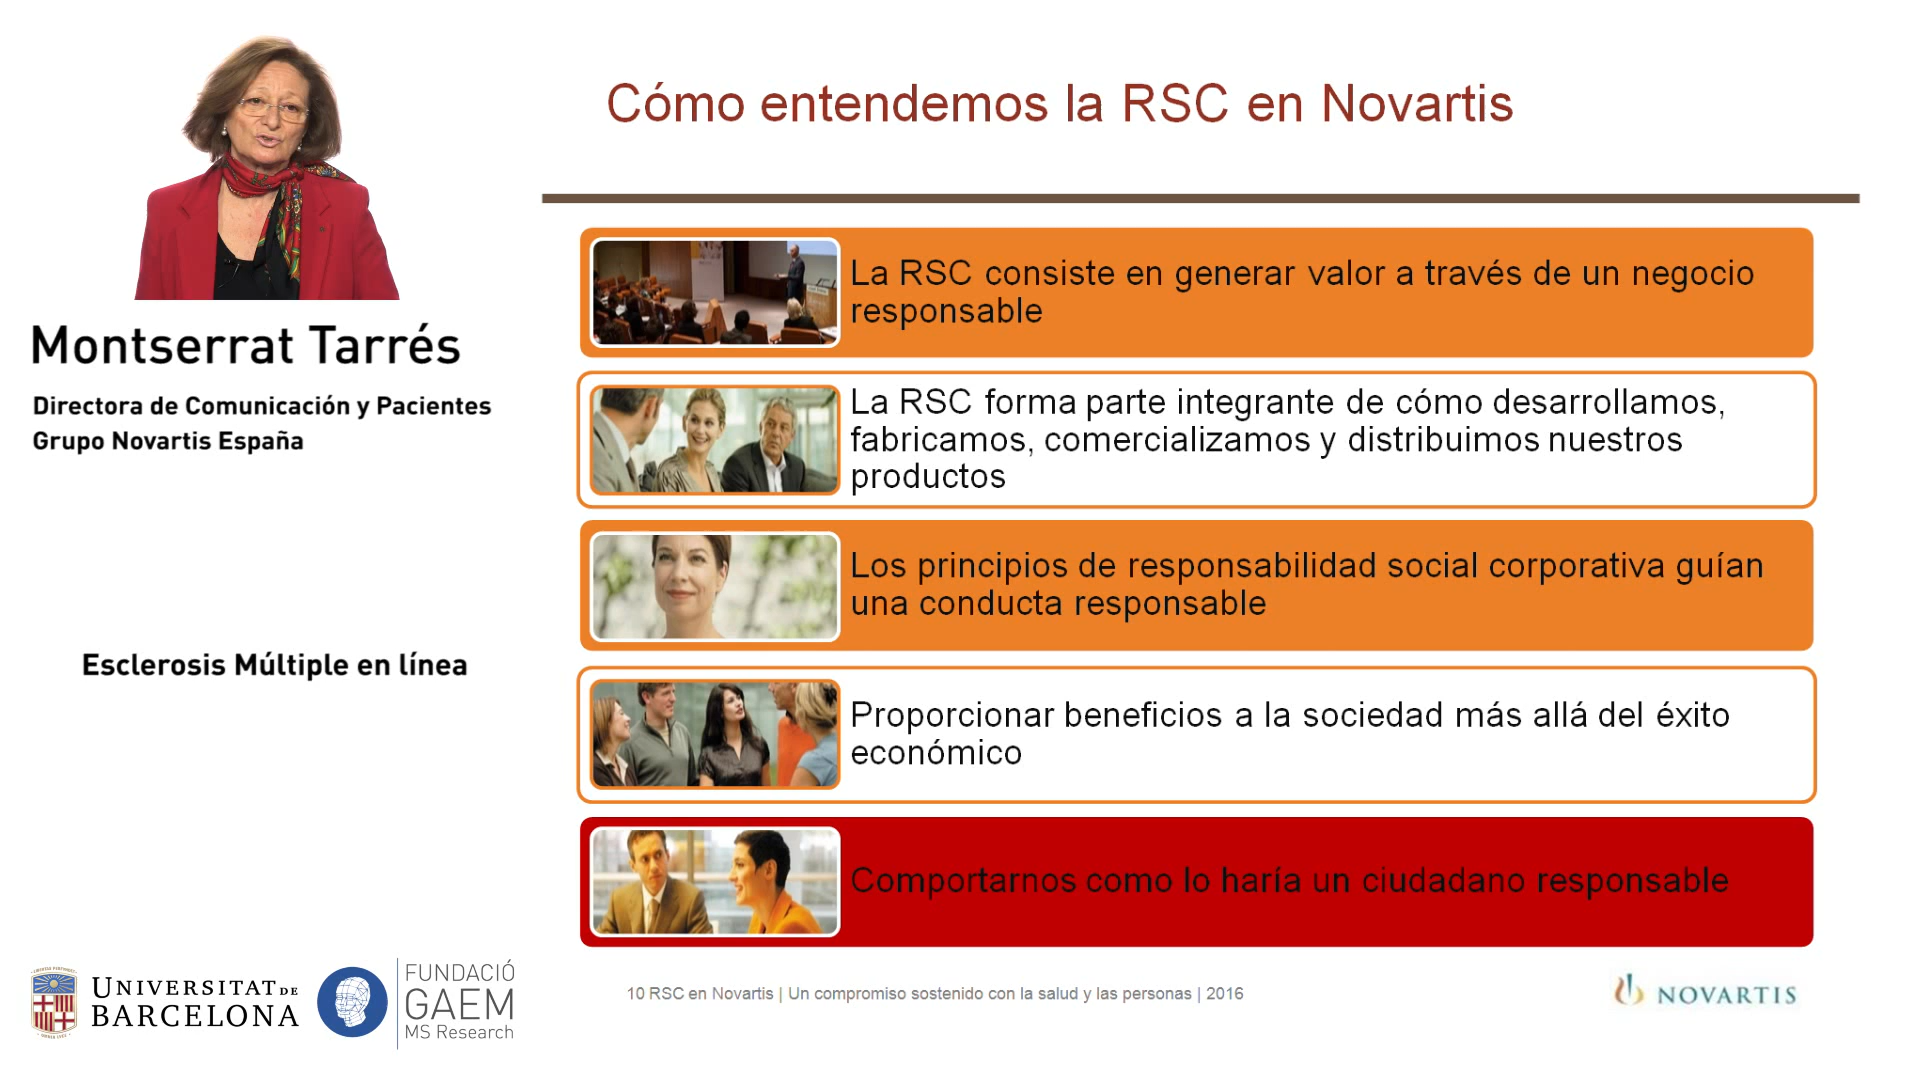 Cómo entendemos la RSC en Novartis
La RSC consiste en generar valor a través de un negocio
responsable
La RSC forma parte integrante de cómo desarrollamos,
fabricamos, comercializamos y distribuimos nuestros
productos
Los principios de responsabilidad social corporativa guían
una conducta responsable
Proporcionar beneficios a la sociedad más allá del éxito
económico
Comportarnos como lo haría un ciudadano responsable
Montserrat Tarrés
Directora de Comunicación y Pacientes
Grupo Novartis España
Esclerosis Múltiple en línea
UNIVERSITAT DE
BARCELONA
FUNDACIÓ
GAEM
MS Research
10 RSC en Novartis | Un compromiso sostenido con la salud y las personas | 2016
NOVARTIS